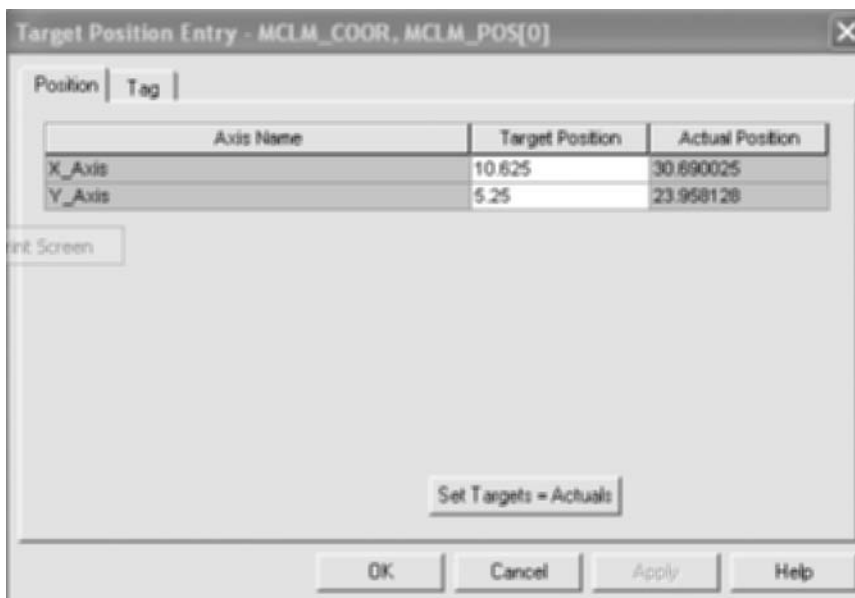 Target Position Entry - MCLM_COOR, MCLM_POS[0]
Position Tag
Axis Name Target Position Actual Position
X_Axis 10.625 30.690025
Y_Axis 5.25 23.958128
rint Screen
Set Targets = Actuals
OK Cancel Apply Help